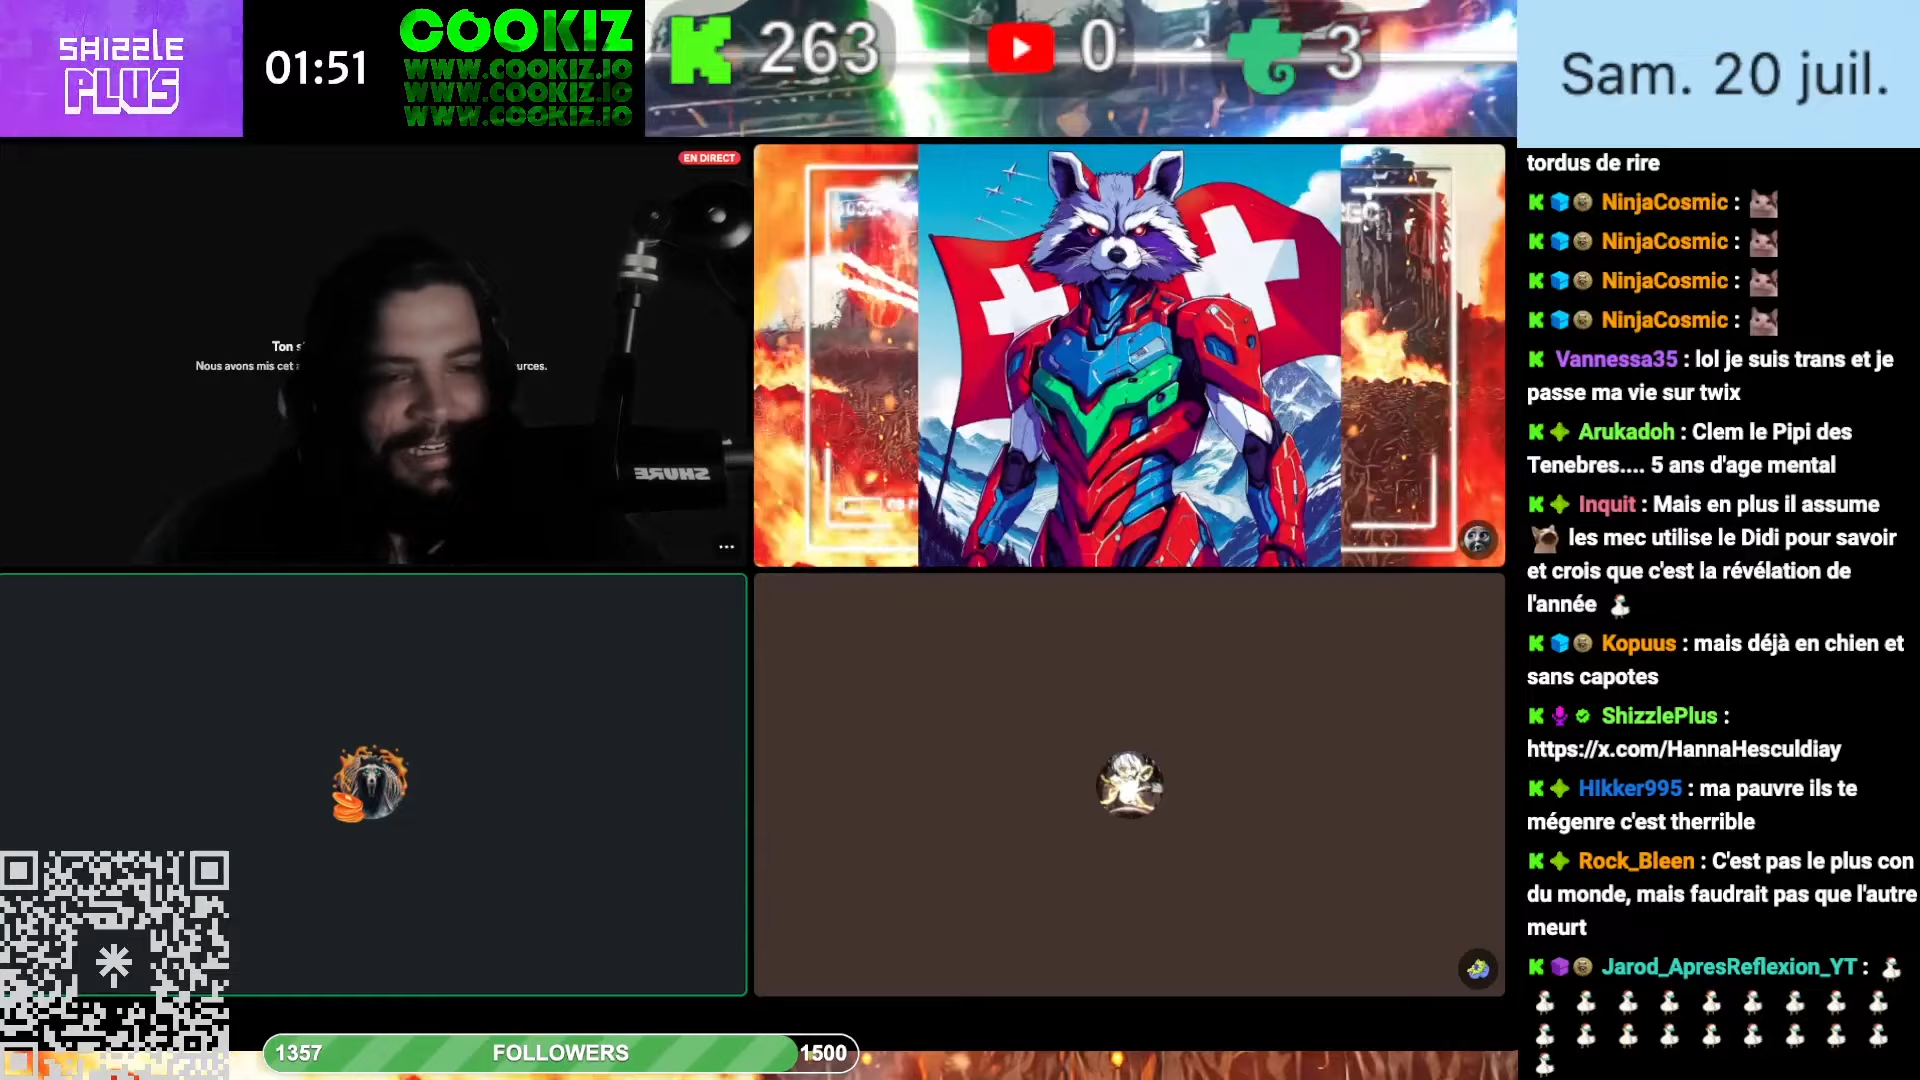 SHIZZLE
PLUS
01:51
COOKIZ
WWW.COOKIZ.IO
WWW.COOKIZ.IO
WWW.COOKIZ.IO
263
0
3
Sam. 20 juil.
EN DIRECT
Ton s
Nous avons mis cet a
urces.
SHURE
tordus de rire
NinjaCosmic :
NinjaCosmic :
NinjaCosmic :
NinjaCosmic :
Vannessa35 : lol je suis trans et je
passe ma vie sur twix
Arukadoh : Clem le Pipi des
Tenebres.... 5 ans d'age mental
Inquit : Mais en plus il assume
les mec utilise le Didi pour savoir
et crois que c'est la révélation de
l'année
Kopuus : mais déjà en chien et
sans capotes
ShizzlePlus :
https://x.com/HannaHesculdiay
HIkker995 : ma pauvre ils te
mégenre c'est therrible
Rock_Bleen : C'est pas le plus con
du monde, mais faudrait pas que l'autre
meurt
Jarod_ApresReflexion_YT :
1357
FOLLOWERS
1500